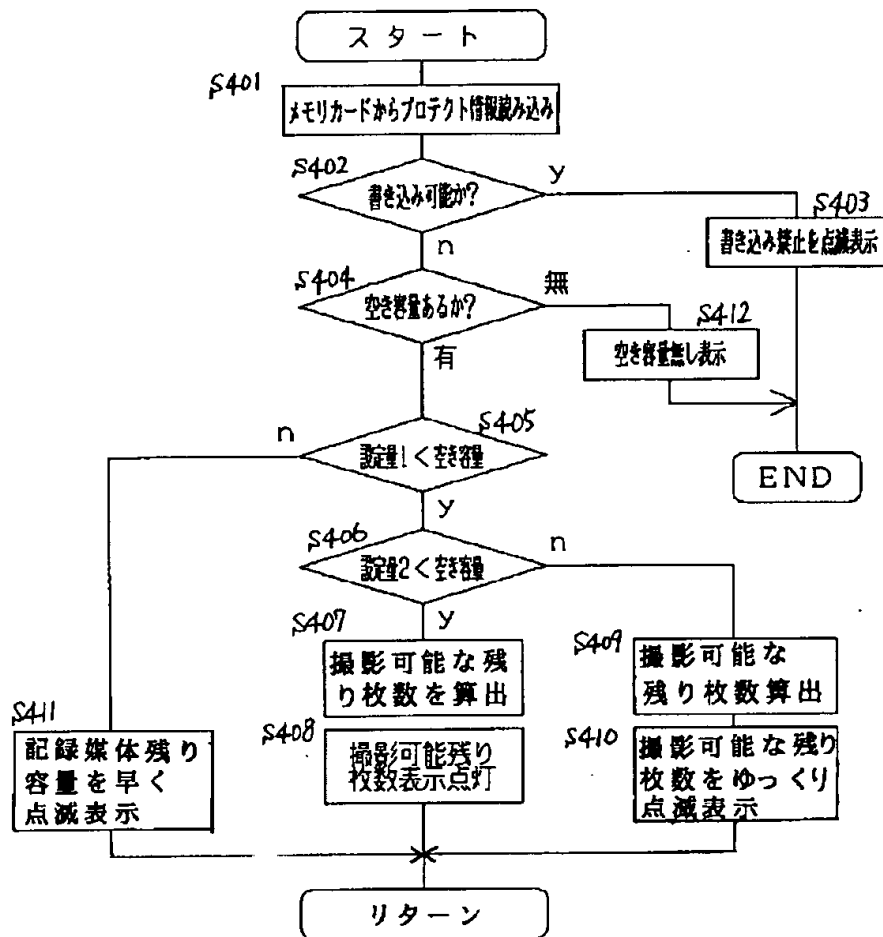 スタート
S401
メモリカードからプロテクト情報読み込み
S402
書き込み可能か?
y
n
S403
書き込み禁止を点滅表示
S404
空き容量あるか?
無
有
S412
空き容量無し表示
END
S405
設定量1<空き容量
n
y
S406
設定量2<空き容量
n
y
S407
撮影可能な残
り枚数を算出
S409
撮影可能な
残り枚数算出
S411
記録媒体残り
容量を早く
点滅表示
S408
撮影可能残り
枚数表示点灯
S410
撮影可能な残り
枚数をゆっくり
点滅表示
リターン